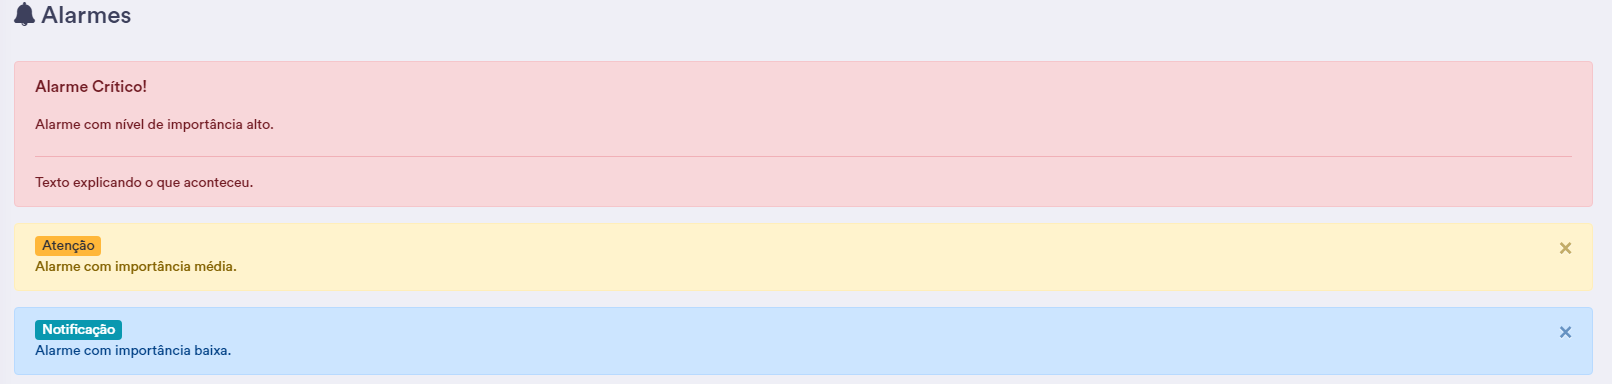 Alarmes
Alarme Crítico!
Alarme com nível de importância alto.
Texto explicando o que aconteceu.
Atenção
Alarme com importância média.
Notificação
Alarme com importância baixa.